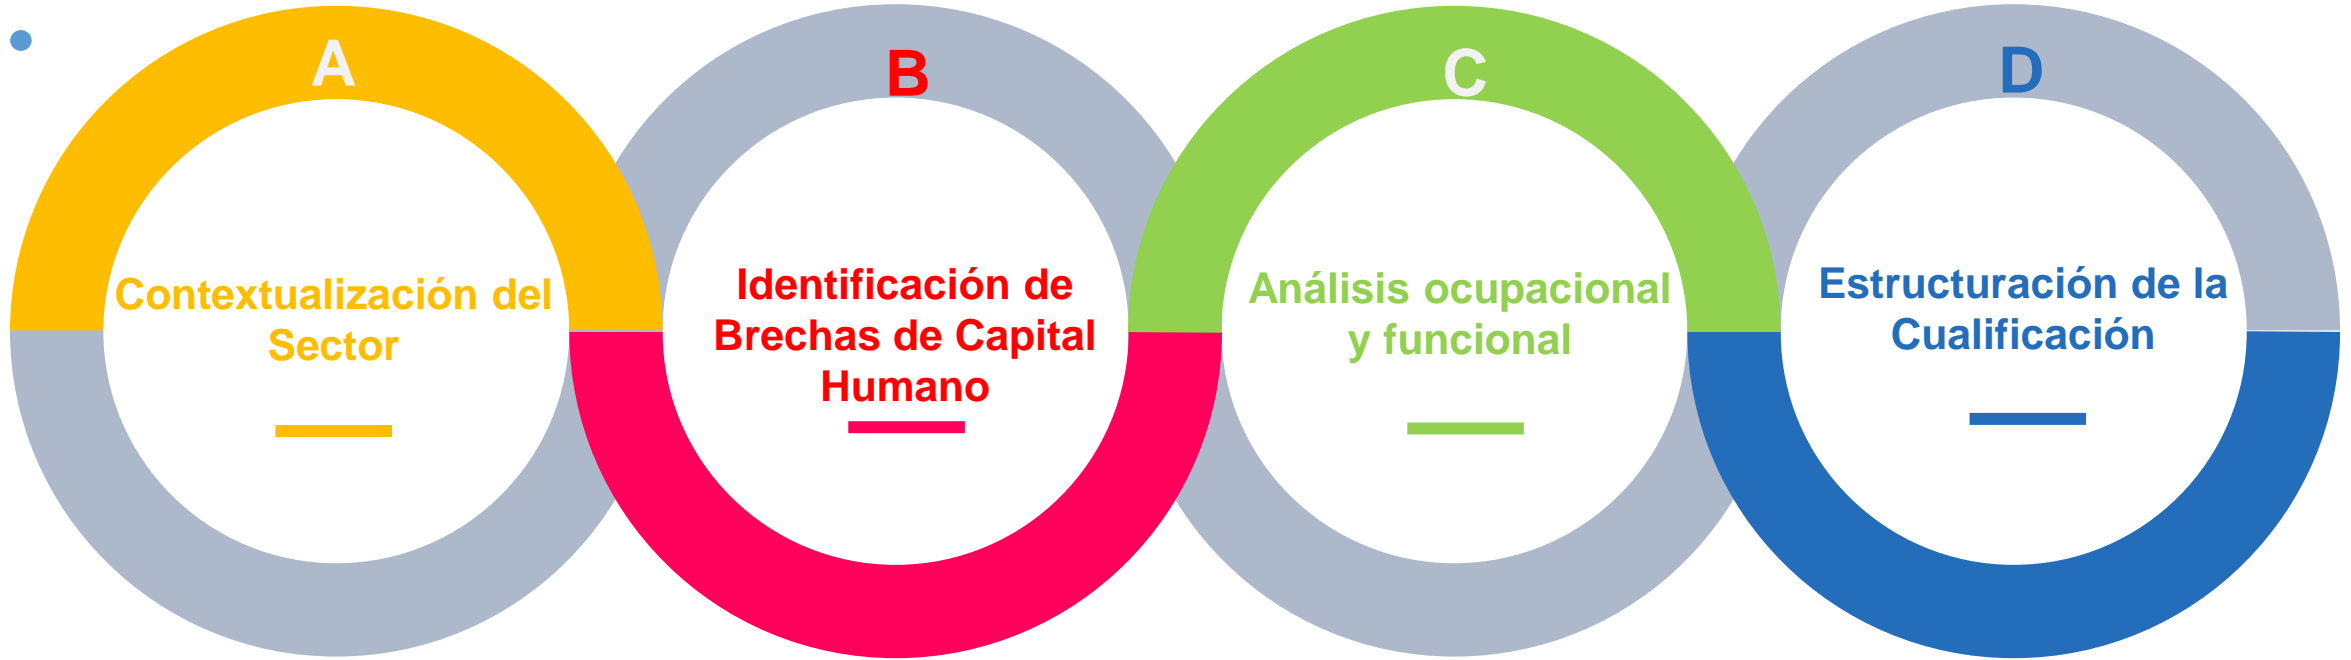 A
Contextualización del
Sector
B
Identificación de
Brechas de Capital
Humano
C
Análisis ocupacional
y funcional
D
Estructuración de la
Cualificación